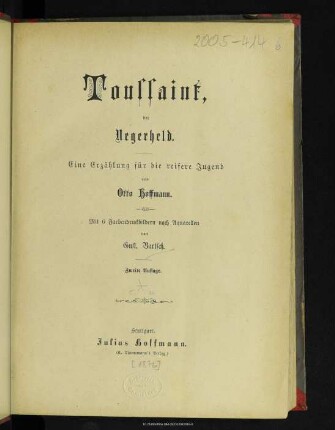 2005-414
Toussaint,
der
Negerheld.
Eine Erzählung für die reifere Jugend
von
Otto Hoffmann.
Mit 6 Farbendruckbildern nach Aquarellen
von
Gust. Bartsch.
Zweite Auflage.
Stuttgart.
Julius Hoffmann.
(K. Thienemann's Verlag.)